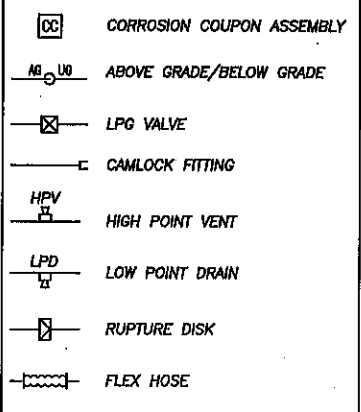 CC CORROSION COUPON ASSEMBLY
AG UG ABOVE GRADE/BELOW GRADE
LPG VALVE
CAMLOCK FITTING
HPV
HIGH POINT VENT
LPD
LOW POINT DRAIN
RUPTURE DISK
FLEX HOSE